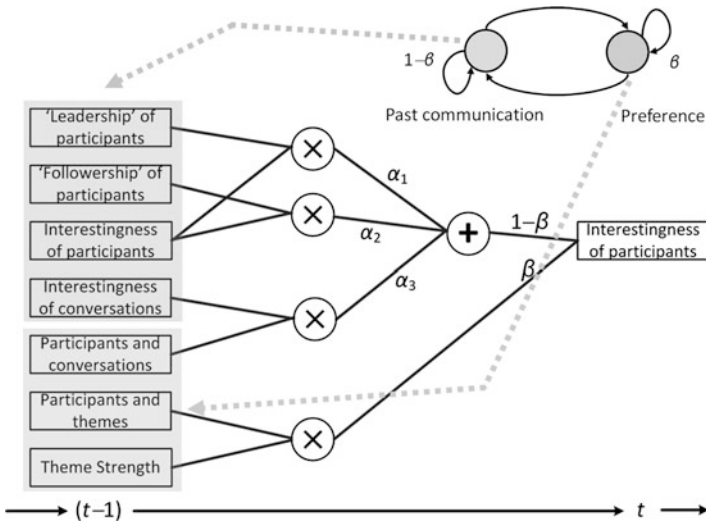 1−β
β
Past communication
Preference
'Leadership' of
participants
'Followership' of
participants
Interestingness
of participants
Interestingness
of conversations
Participants and
conversations
Participants and
themes
Theme Strength
×
×
×
×
α1
α2
α3
+
1−β
β
Interestingness
of participants
(t−1)
t